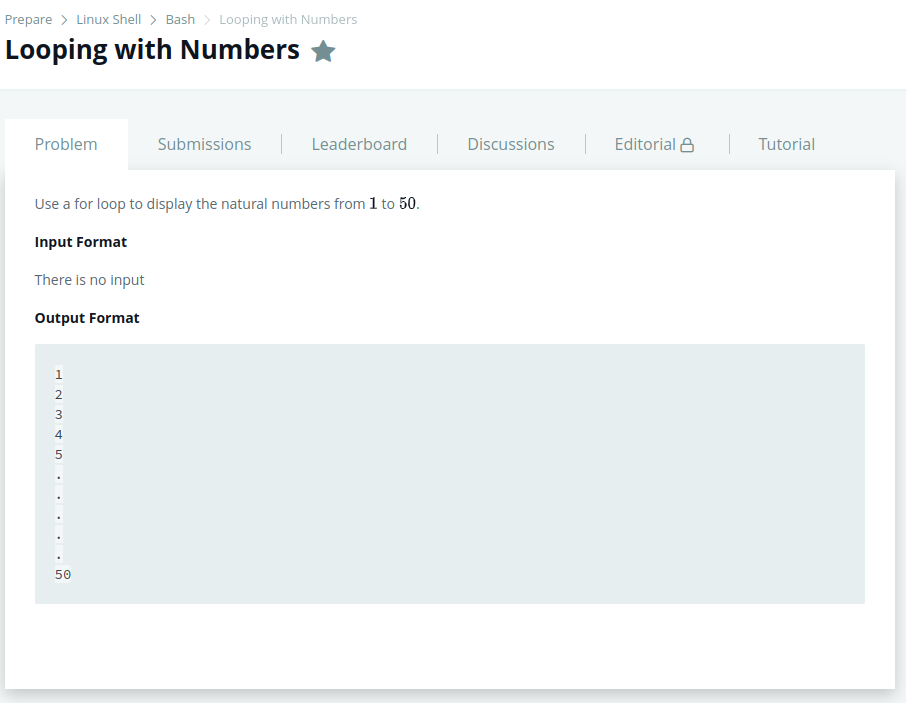 Prepare > Linux Shell > Bash > Looping with Numbers
Looping with Numbers
Problem Submissions Leaderboard Discussions Editorial Tutorial
Use a for loop to display the natural numbers from 1 to 50.
Input Format
There is no input
Output Format
1
2
3
4
5
.
.
.
.
.
50